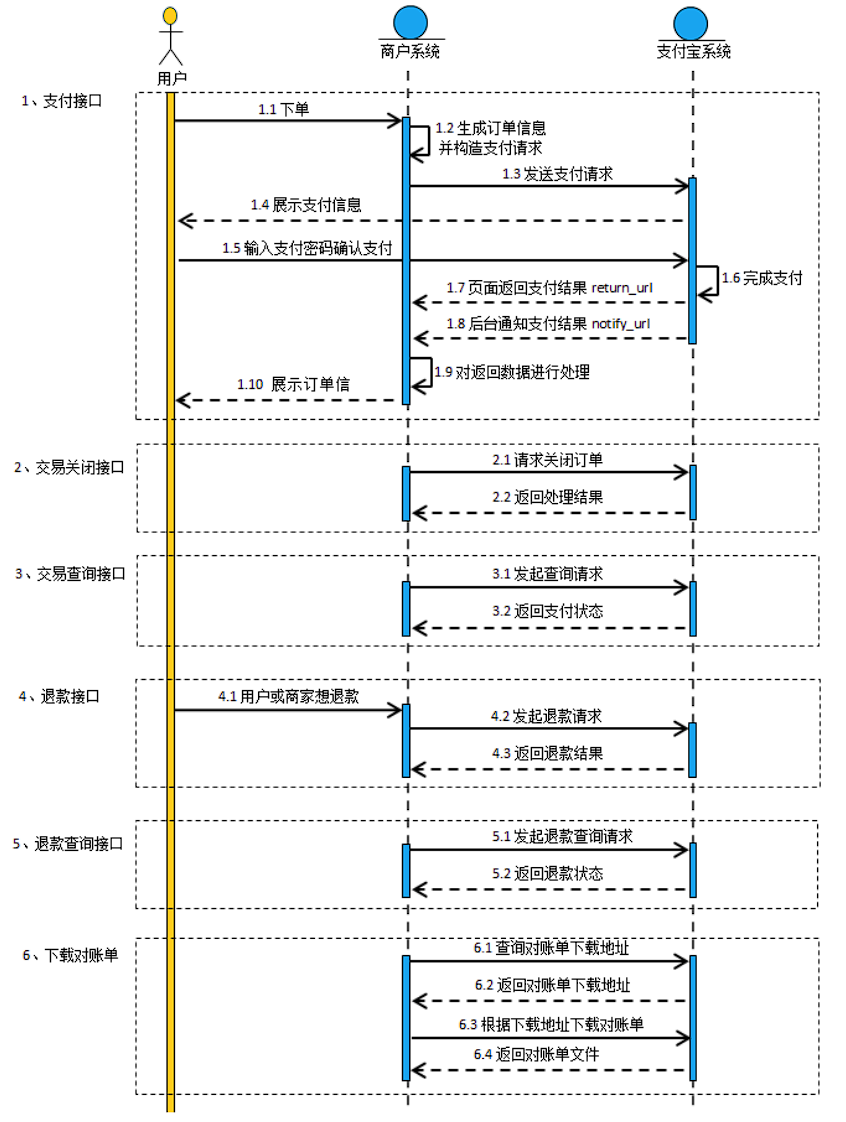 用户
商户系统
支付宝系统
1、支付接口
1.1 下单
1.2 生成订单信息
并构造支付请求
1.3 发送支付请求
1.4 展示支付信息
1.5 输入支付密码确认支付
1.6 完成支付
1.7 页面返回支付结果 return_url
1.8 后台通知支付结果 notify_url
1.9 对返回数据进行处理
1.10 展示订单信
2、交易关闭接口
2.1 请求关闭订单
2.2 返回处理结果
3、交易查询接口
3.1 发起查询请求
3.2 返回支付状态
4、退款接口
4.1 用户或商家想退款
4.2 发起退款请求
4.3 返回退款结果
5、退款查询接口
5.1 发起退款查询请求
5.2 返回退款状态
6、下载对账单
6.1 查询对账单下载地址
6.2 返回对账单下载地址
6.3 根据下载地址下载对账单
6.4 返回对账单文件